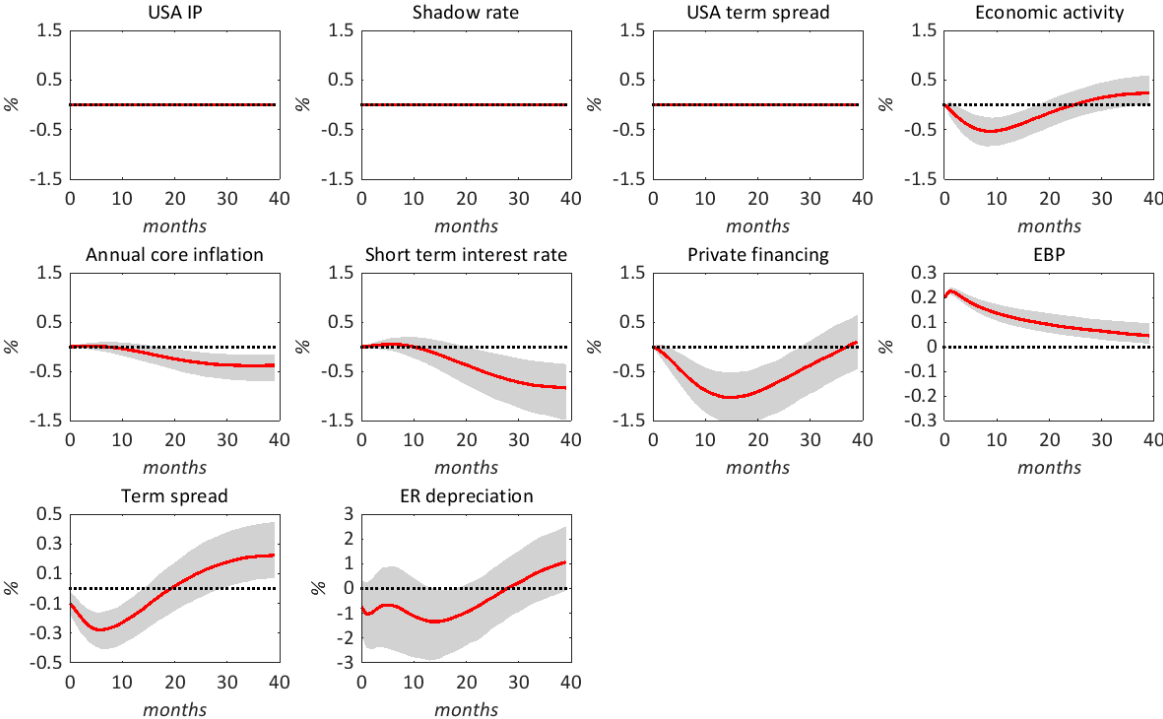 USA IP
1.5
0.5
-0.5
-1.5
%
0 10 20 30 40
months
Shadow rate
1.5
0.5
-0.5
-1.5
%
0 10 20 30 40
months
USA term spread
1.5
0.5
-0.5
-1.5
%
0 10 20 30 40
months
Economic activity
1.5
0.5
-0.5
-1.5
%
0 10 20 30 40
months
Annual core inflation
1.5
0.5
-0.5
-1.5
%
0 10 20 30 40
months
Short term interest rate
1.5
0.5
-0.5
-1.5
%
0 10 20 30 40
months
Private financing
1.5
0.5
-0.5
-1.5
%
0 10 20 30 40
months
EBP
0.3
0.2
0.1
0
-0.1
-0.2
-0.3
%
0 10 20 30 40
months
Term spread
0.5
0.3
0.1
-0.1
-0.3
-0.5
%
0 10 20 30 40
months
ER depreciation
3
2
1
0
-1
-2
-3
%
0 10 20 30 40
months